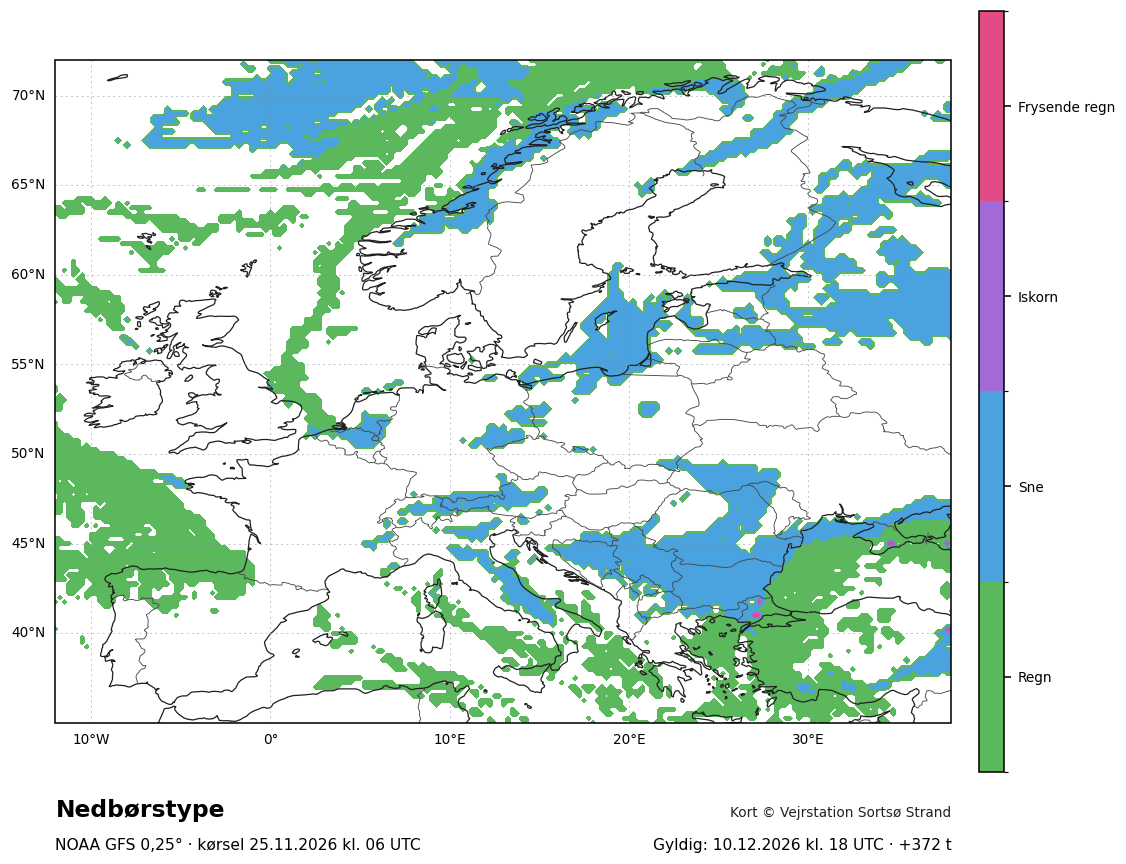 Frysende regn
Iskorn
Sne
Regn
70°N
65°N
60°N
55°N
50°N
45°N
40°N
10°W
0°
10°E
20°E
30°E
Nedbørstype
Kort © Vejrstation Sortsø Strand
NOAA GFS 0,25° · kørsel 25.11.2026 kl. 06 UTC
Gyldig: 10.12.2026 kl. 18 UTC · +372 t